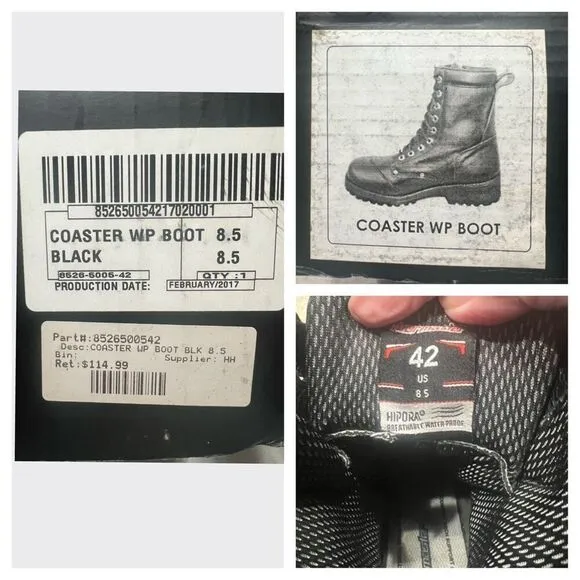 852650054217020001
COASTER WP BOOT 8.5
BLACK 8.5
8526-5005-42 QTY : 1
PRODUCTION DATE: FEBRUARY/2017
Part#:8526500542
Desc:COASTER WP BOOT BLK 8.5
Bin: Supplier: HH
Ret:$114.99
COASTER WP BOOT
42
US
8 5
HIPORA®
BREATHABLE WATER PROOF